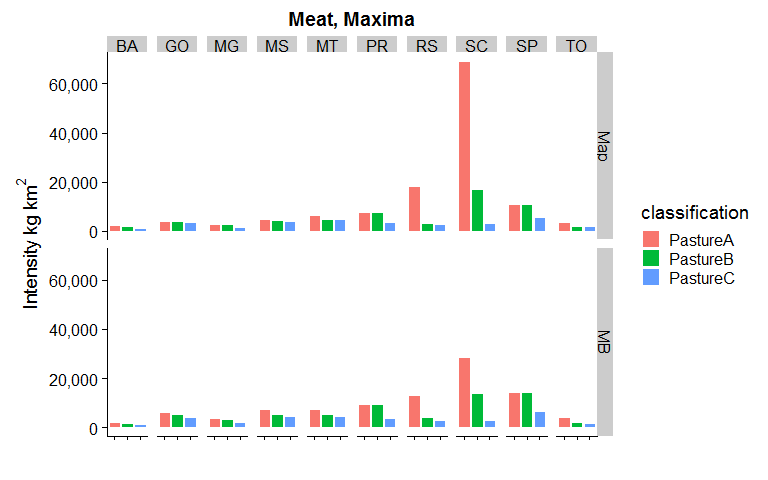 Meat, Maxima
BA GO MG MS MT PR RS SC SP TO
60,000
40,000
20,000
0
Map
60,000
40,000
20,000
0
MB
Intensity kg km²
classification
PastureA
PastureB
PastureC